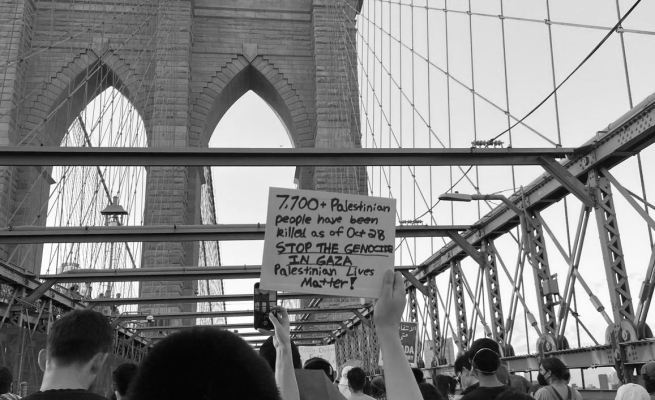 7,700+ Palestinian
people have been
killed as of Oct 28
STOP THE GENOCIDE
IN GAZA
Palestinian Lives
Matter!